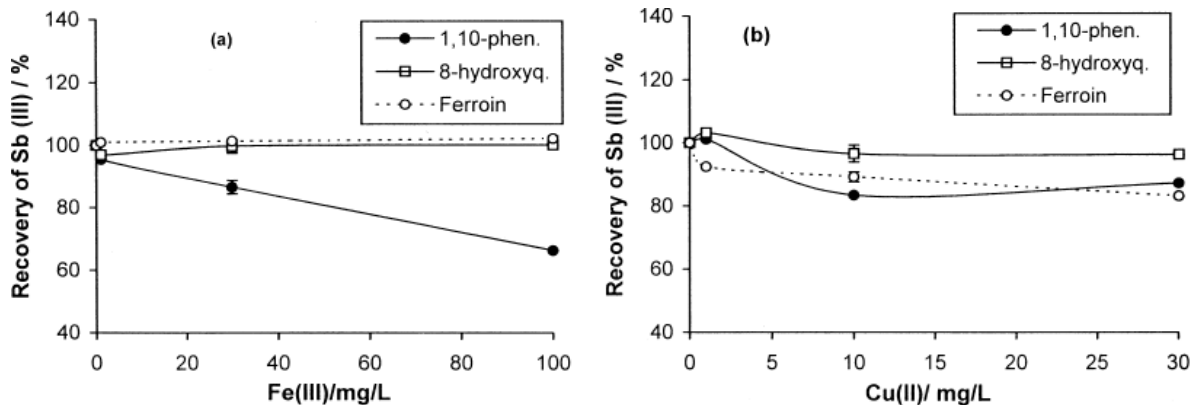 140
120
100
80
60
40
Recovery of Sb (III) / %
(a)
1,10-phen.
8-hydroxyq.
Ferroin
0 20 40 60 80 100
Fe(III)/mg/L
140
120
100
80
60
40
Recovery of Sb (III) / %
(b)
1,10-phen.
8-hydroxyq.
Ferroin
0 5 10 15 20 25 30
Cu(II)/ mg/L